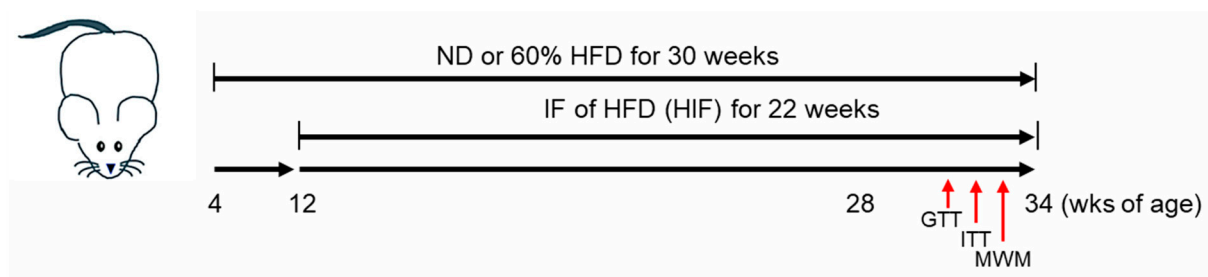 ND or 60% HFD for 30 weeks
IF of HFD (HIF) for 22 weeks
4 12 28 34 (wks of age)
GTT
ITT
MWM